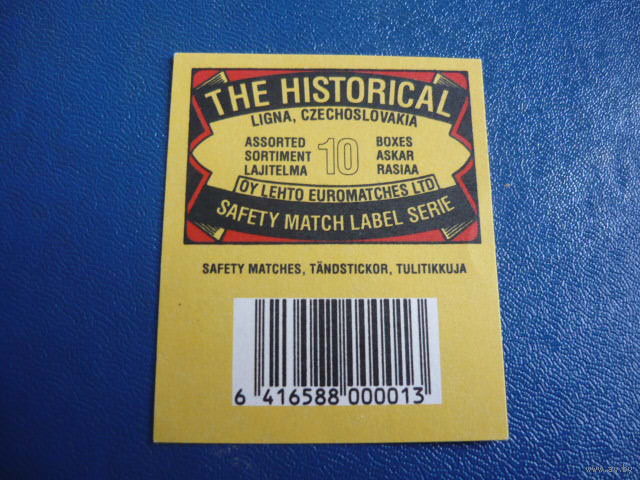 THE HISTORICAL
LIGNA, CZECHOSLOVAKIA
ASSORTED
SORTIMENT
LAJITELMA
10
BOXES
ASKAR
RASIAA
OY LEHTO EUROMATCHES LTD
SAFETY MATCH LABEL SERIE
SAFETY MATCHES, TÄNDSTICKOR, TULITIKKUJA
6 416588 000013